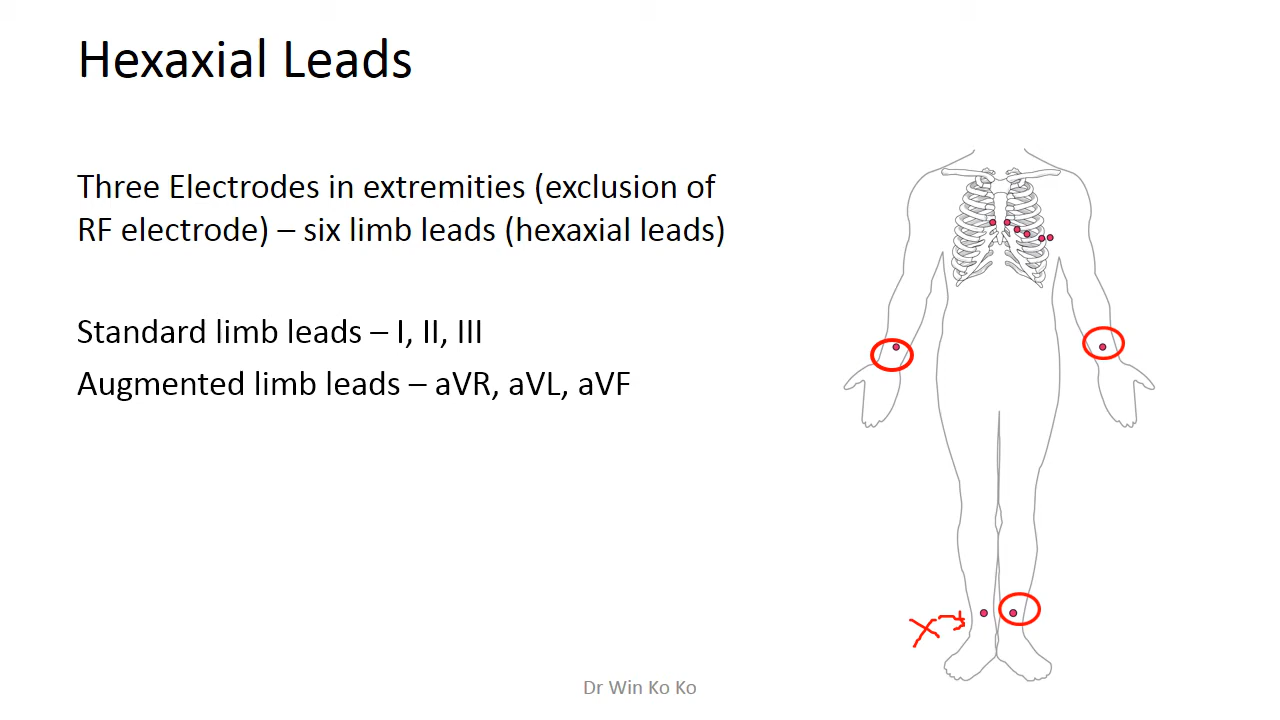 Hexaxial Leads
Three Electrodes in extremities (exclusion of
RF electrode) – six limb leads (hexaxial leads)
Standard limb leads – I, II, III
Augmented limb leads – aVR, aVL, aVF
X
Dr Win Ko Ko